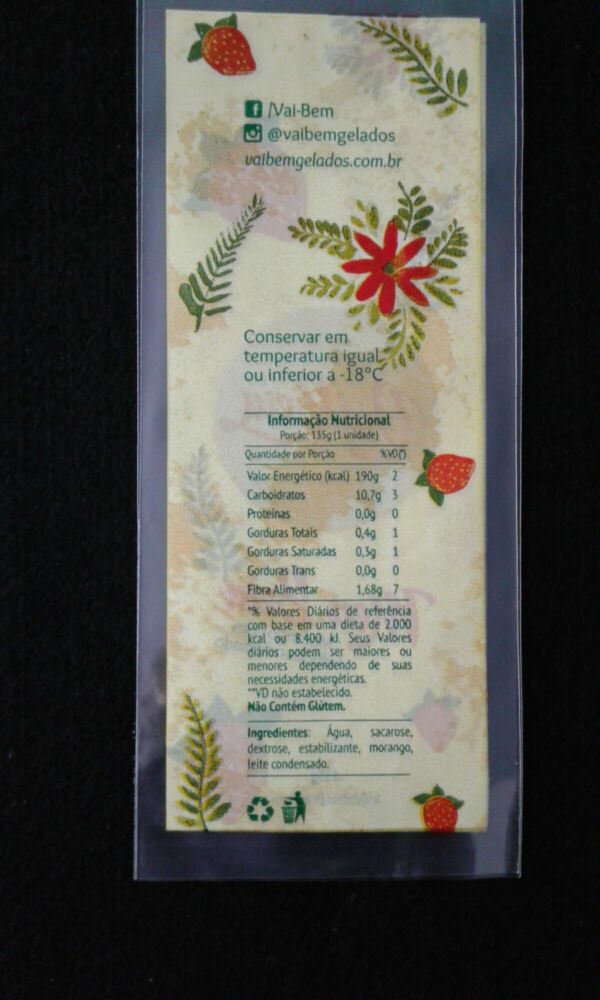 /Vai-Bem
@vaibemgelados
vaibemgelados.com.br
Conservar em
temperatura igual
ou inferior a -18°C
Informação Nutricional
Porção: 135g (1 unidade)
Quantidade por Porção %VD(*)
Valor Energético (kcal) 190g 2
Carboidratos 10,7g 3
Proteínas 0,0g 0
Gorduras Totais 0,4g 1
Gorduras Saturadas 0,3g 1
Gorduras Trans 0,0g 0
Fibra Alimentar 1,68g 7
*% Valores Diários de referência
com base em uma dieta de 2.000
kcal ou 8.400 kJ. Seus Valores
diários podem ser maiores ou
menores dependendo de suas
necessidades energéticas.
**VD não estabelecido.
Não Contém Glútem.
Ingredientes: Água, sacarose,
dextrose, estabilizante, morango,
leite condensado.